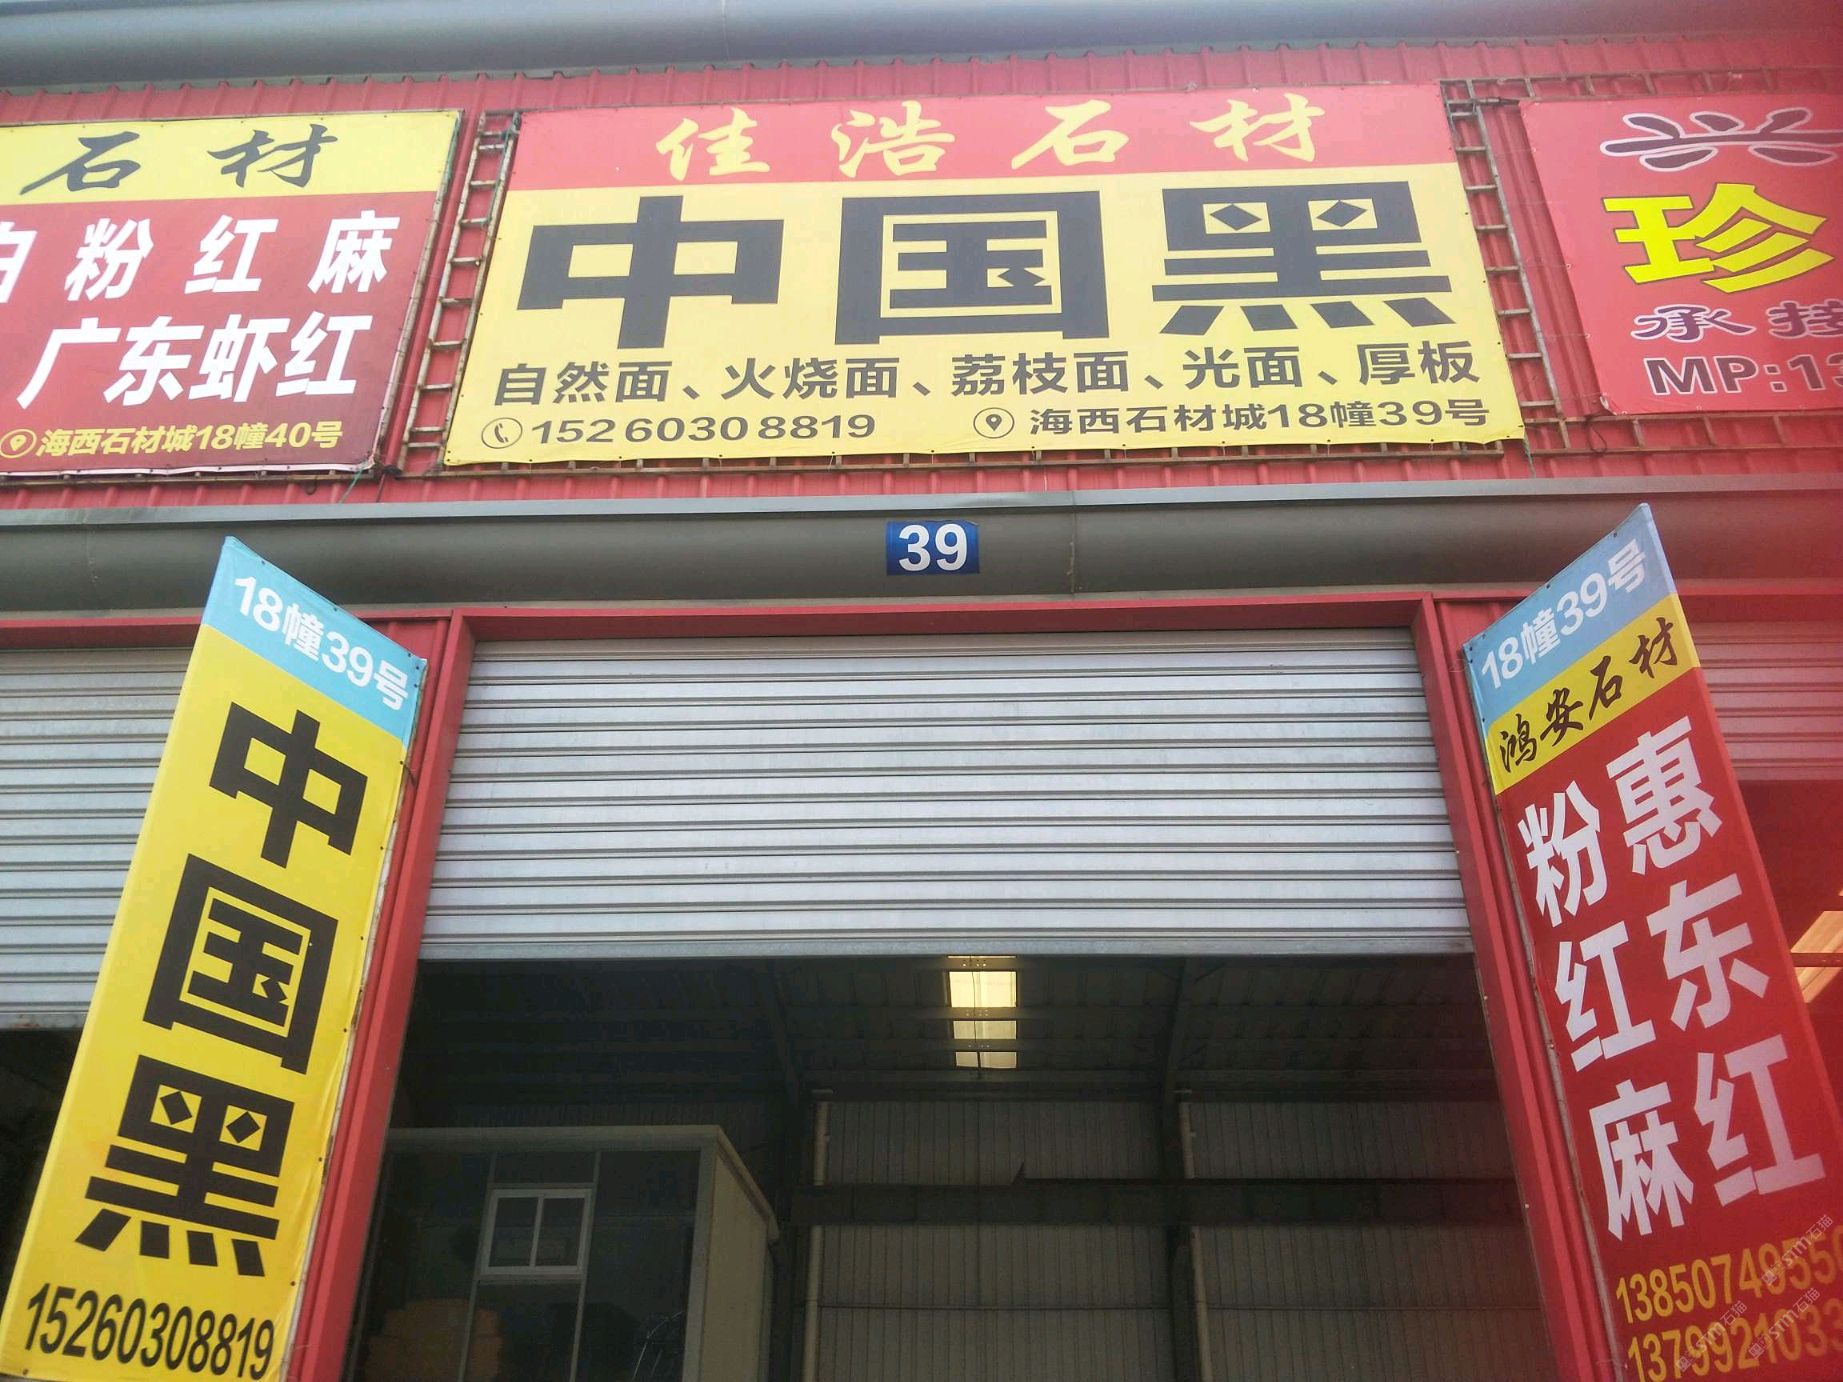 石材
白粉红麻
广东虾红
海西石材城18幢40号
佳浩石材
中国黑
自然面、火烧面、荔枝面、光面、厚板
15260308819
海西石材城18幢39号
兴
珍
承接
MP:13
39
18幢39号
中国黑
15260308819
18幢39号
鸿安石材
惠东红
粉红麻
1385074955
1379921033